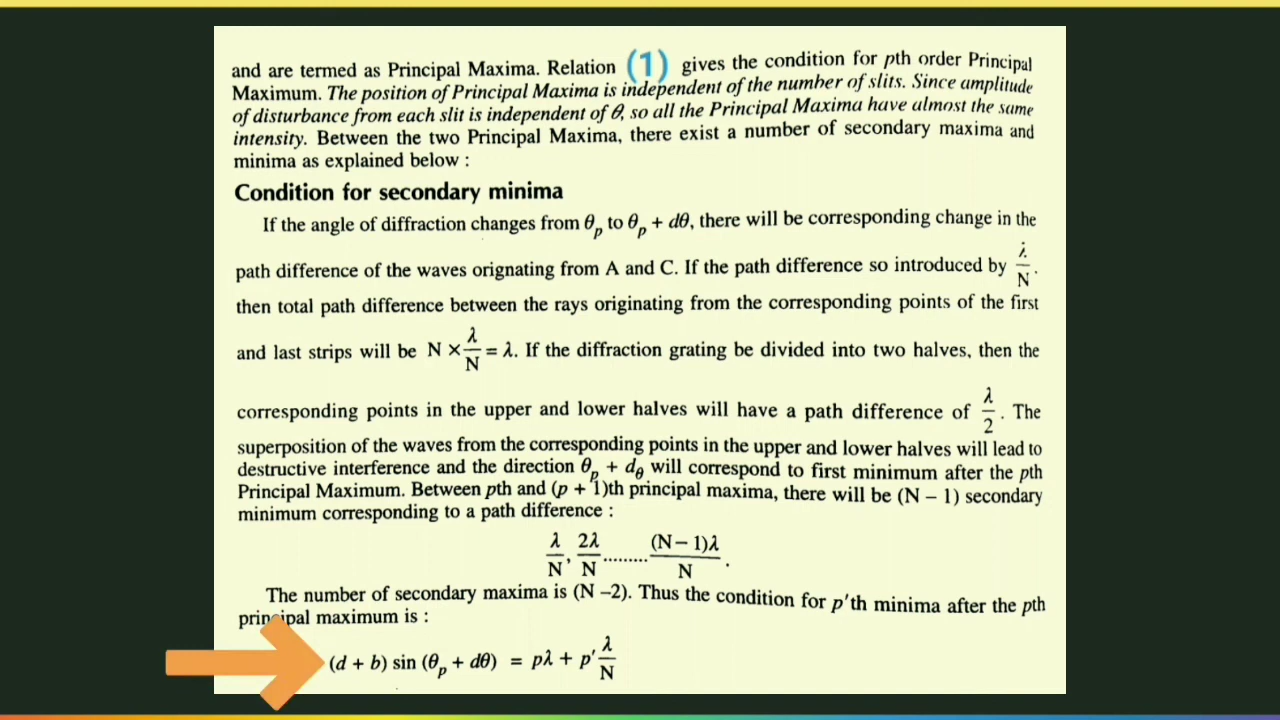 and are termed as Principal Maxima. Relation (1) gives the condition for pth order Principal
Maximum. The position of Principal Maxima is independent of the number of slits. Since amplitude
of disturbance from each slit is independent of θ, so all the Principal Maxima have almost the same
intensity. Between the two Principal Maxima, there exist a number of secondary maxima and
minima as explained below :
Condition for secondary minima
If the angle of diffraction changes from θₚ to θₚ + dθ, there will be corresponding change in the
path difference of the waves orignating from A and C. If the path difference so introduced by λ/N.
then total path difference between the rays originating from the corresponding points of the first
and last strips will be N × λ/N = λ. If the diffraction grating be divided into two halves, then the
corresponding points in the upper and lower halves will have a path difference of λ/2. The
superposition of the waves from the corresponding points in the upper and lower halves will lead to
destructive interference and the direction θₚ + dθ will correspond to first minimum after the pth
Principal Maximum. Between pth and (p + 1)th principal maxima, there will be (N – 1) secondary
minimum corresponding to a path difference :
λ/N, 2λ/N ......... (N – 1)λ/N .
The number of secondary maxima is (N –2). Thus the condition for p′th minima after the pth
principal maximum is :
(d + b) sin (θₚ + dθ) = pλ + p′ λ/N